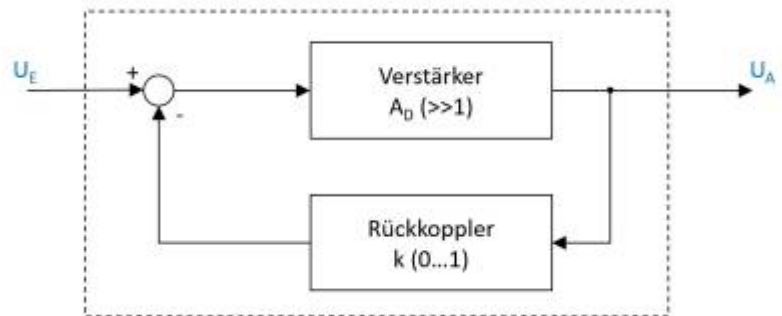 U_E
+
-
Verstärker
A_D (>>1)
U_A
Rückkoppler
k (0...1)